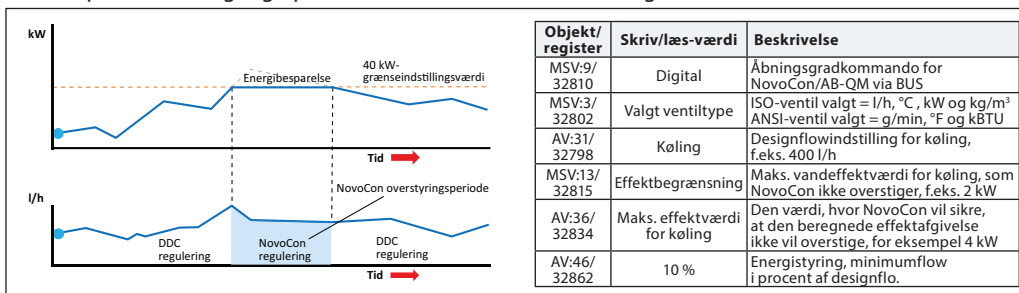 kW
Energibesparelse
40 kW-
grænseindstillingsværdi
Tid
NovoCon overstyringsperiode
l/h
DDC
regulering
NovoCon
regulering
DDC
regulering
Tid
Objekt/
register
Skriv/læs-værdi
Beskrivelse
MSV:9/
32810
Digital
Åbningsgradkommando for
NovoCon/AB-QM via BUS
MSV:3/
32802
Valgt ventiltype
ISO-ventil valgt = l/h, °C , kW og kg/m³
ANSI-ventil valgt = g/min, °F og kBTU
AV:31/
32798
Køling
Designflowindstilling for køling,
f.eks. 400 l/h
MSV:13/
32815
Effektbegrænsning
Maks. vandeffektværdi for køling, som
NovoCon ikke overstiger, f.eks. 2 kW
AV:36/
32834
Maks. effektværdi
for køling
Den værdi, hvor NovoCon vil sikre,
at den beregnede effektafgivelse
ikke vil overstige, for eksempel 4 kW
AV:46/
32862
10 %
Energistyring, minimumflow
i procent af designflo.